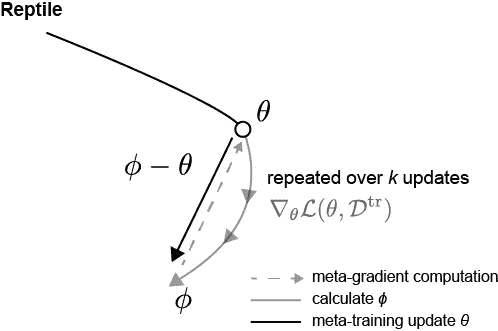 Reptile
θ
ϕ − θ
repeated over k updates
∇θℒ(θ, 𝒟ᵗʳ)
ϕ
meta-gradient computation
calculate ϕ
meta-training update θ